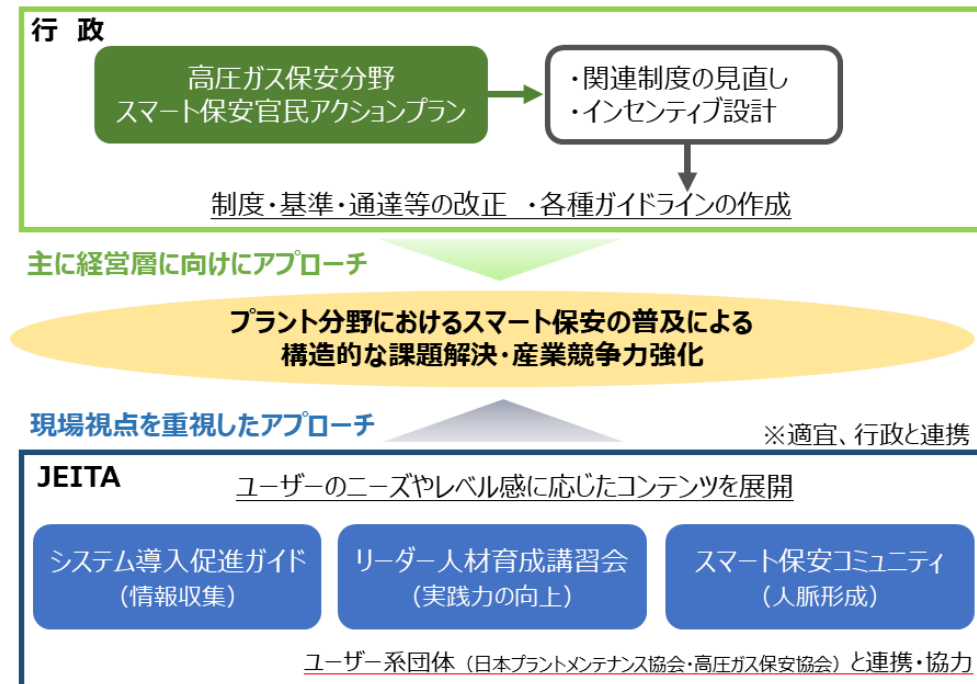 行 政
高圧ガス保安分野
スマート保安官民アクションプラン
・関連制度の見直し
・インセンティブ設計
制度・基準・通達等の改正 ・各種ガイドラインの作成
主に経営層に向けにアプローチ
プラント分野におけるスマート保安の普及による
構造的な課題解決・産業競争力強化
現場視点を重視したアプローチ
※適宜、行政と連携
JEITA
ユーザーのニーズやレベル感に応じたコンテンツを展開
システム導入促進ガイド
(情報収集)
リーダー人材育成講習会
(実践力の向上)
スマート保安コミュニティ
(人脈形成)
ユーザー系団体（日本プラントメンテナンス協会・高圧ガス保安協会）と連携・協力